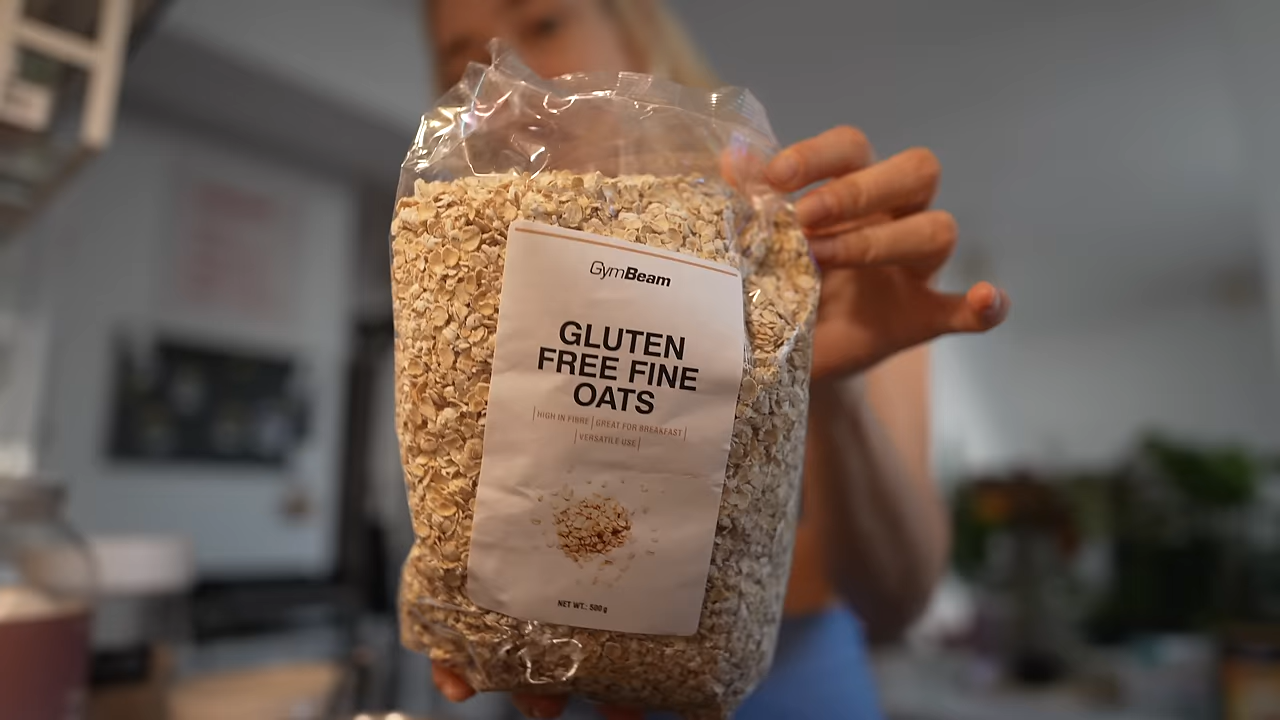 GymBeam
GLUTEN
FREE FINE
OATS
HIGH IN FIBRE | GREAT FOR BREAKFAST
VERSATILE USE
NET WT.: 500 g